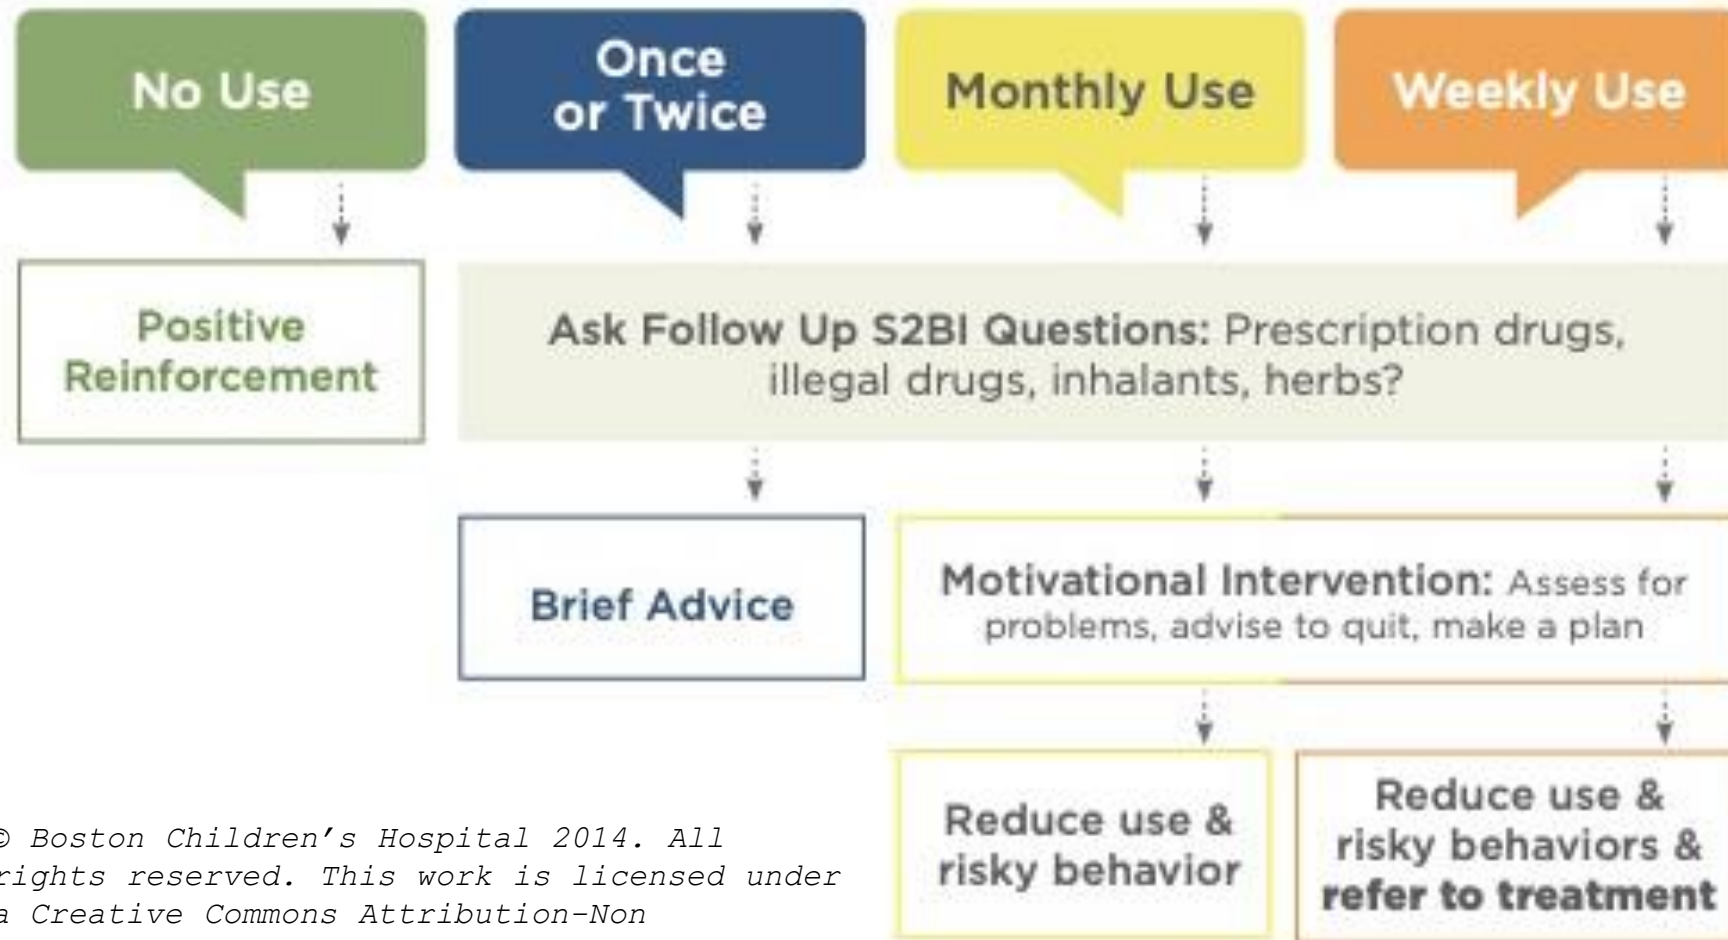 No Use
Once
or Twice
Monthly Use
Weekly Use
Positive
Reinforcement
Ask Follow Up S2BI Questions: Prescription drugs,
illegal drugs, inhalants, herbs?
Brief Advice
Motivational Intervention: Assess for
problems, advise to quit, make a plan
Reduce use &
risky behavior
Reduce use &
risky behaviors &
refer to treatment
© Boston Children's Hospital 2014. All
rights reserved. This work is licensed under
a Creative Commons Attribution-Non